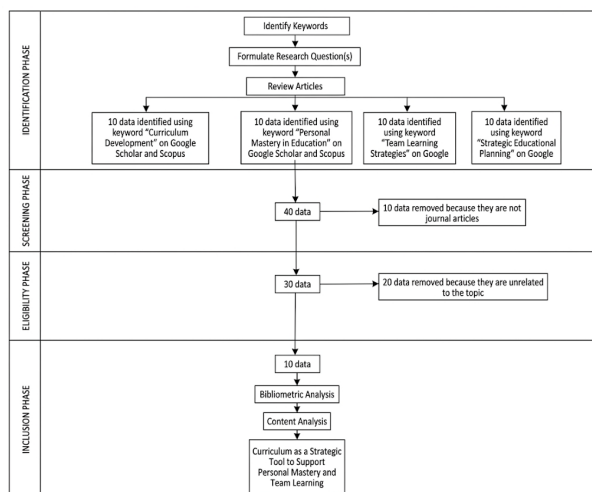 IDENTIFICATION PHASE
Identify Keywords
Formulate Research Question(s)
Review Articles
10 data identified using
keyword "Curriculum
Development" on Google
Scholar and Scopus
10 data identified using
keyword "Personal
Mastery in Education" on
Google Scholar and Scopus
10 data identified
using keyword
"Team Learning
Strategies" on Google
10 data identified
using keyword
"Strategic Educational
Planning" on Google
SCREENING PHASE
40 data
10 data removed because they are not
journal articles
ELIGIBILITY PHASE
30 data
20 data removed because they are unrelated
to the topic
INCLUSION PHASE
10 data
Bibliometric Analysis
Content Analysis
Curriculum as a Strategic
Tool to Support
Personal Mastery and
Team Learning